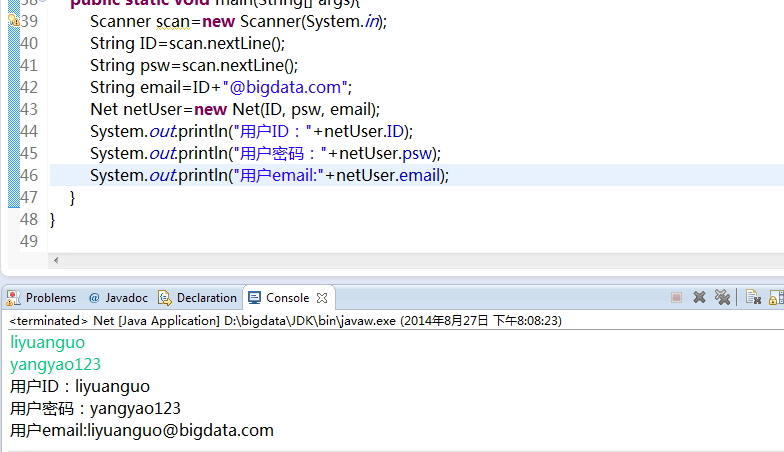 38 public static void main(String[] args){
39 Scanner scan=new Scanner(System.in);
40 String ID=scan.nextLine();
41 String psw=scan.nextLine();
42 String email=ID+"@bigdata.com";
43 Net netUser=new Net(ID, psw, email);
44 System.out.println("用户ID："+netUser.ID);
45 System.out.println("用户密码："+netUser.psw);
46 System.out.println("用户email:"+netUser.email);
47 }
48 }
49
Problems @ Javadoc Declaration Console
<terminated> Net [Java Application] D:\bigdata\JDK\bin\javaw.exe (2014年8月27日 下午8:08:23)
liyuanguo
yangyao123
用户ID：liyuanguo
用户密码：yangyao123
用户email:liyuanguo@bigdata.com